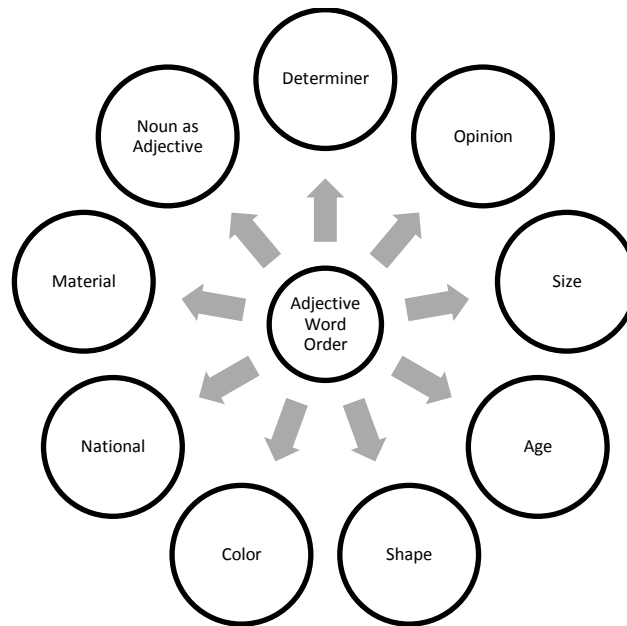 Determiner
Opinion
Size
Age
Shape
Color
National
Material
Noun as
Adjective
Adjective
Word
Order